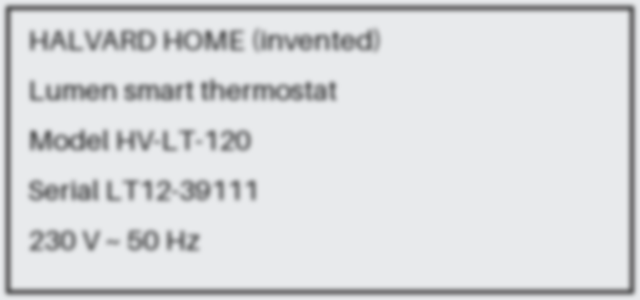 HALVARD HOME (invented)
Lumen smart thermostat
Model HV-LT-120
Serial LT12-39111
230 V ~ 50 Hz